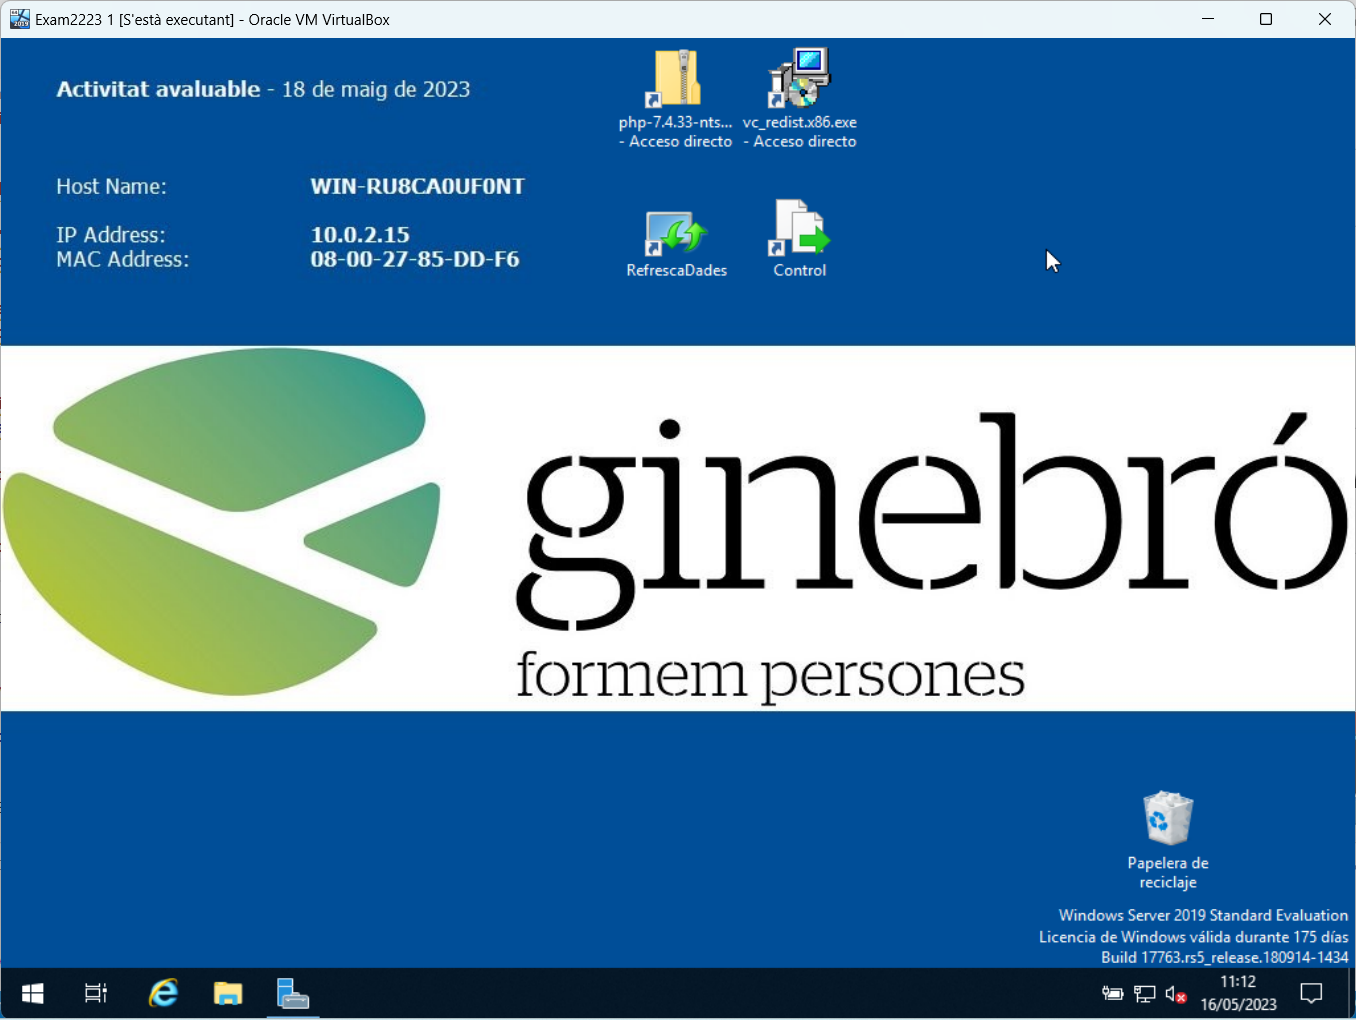 Exam2223 1 [S'està executant] - Oracle VM VirtualBox
Activitat avaluable - 18 de maig de 2023
Host Name: WIN-RU8CA0UF0NT
IP Address: 10.0.2.15
MAC Address: 08-00-27-85-DD-F6
php-7.4.33-nts...
- Acceso directo
vc_redist.x86.exe
- Acceso directo
RefrescaDades
Control
ginebró
formem persones
Papelera de
reciclaje
Windows Server 2019 Standard Evaluation
Licencia de Windows válida durante 175 días
Build 17763.rs5_release.180914-1434
11:12
16/05/2023